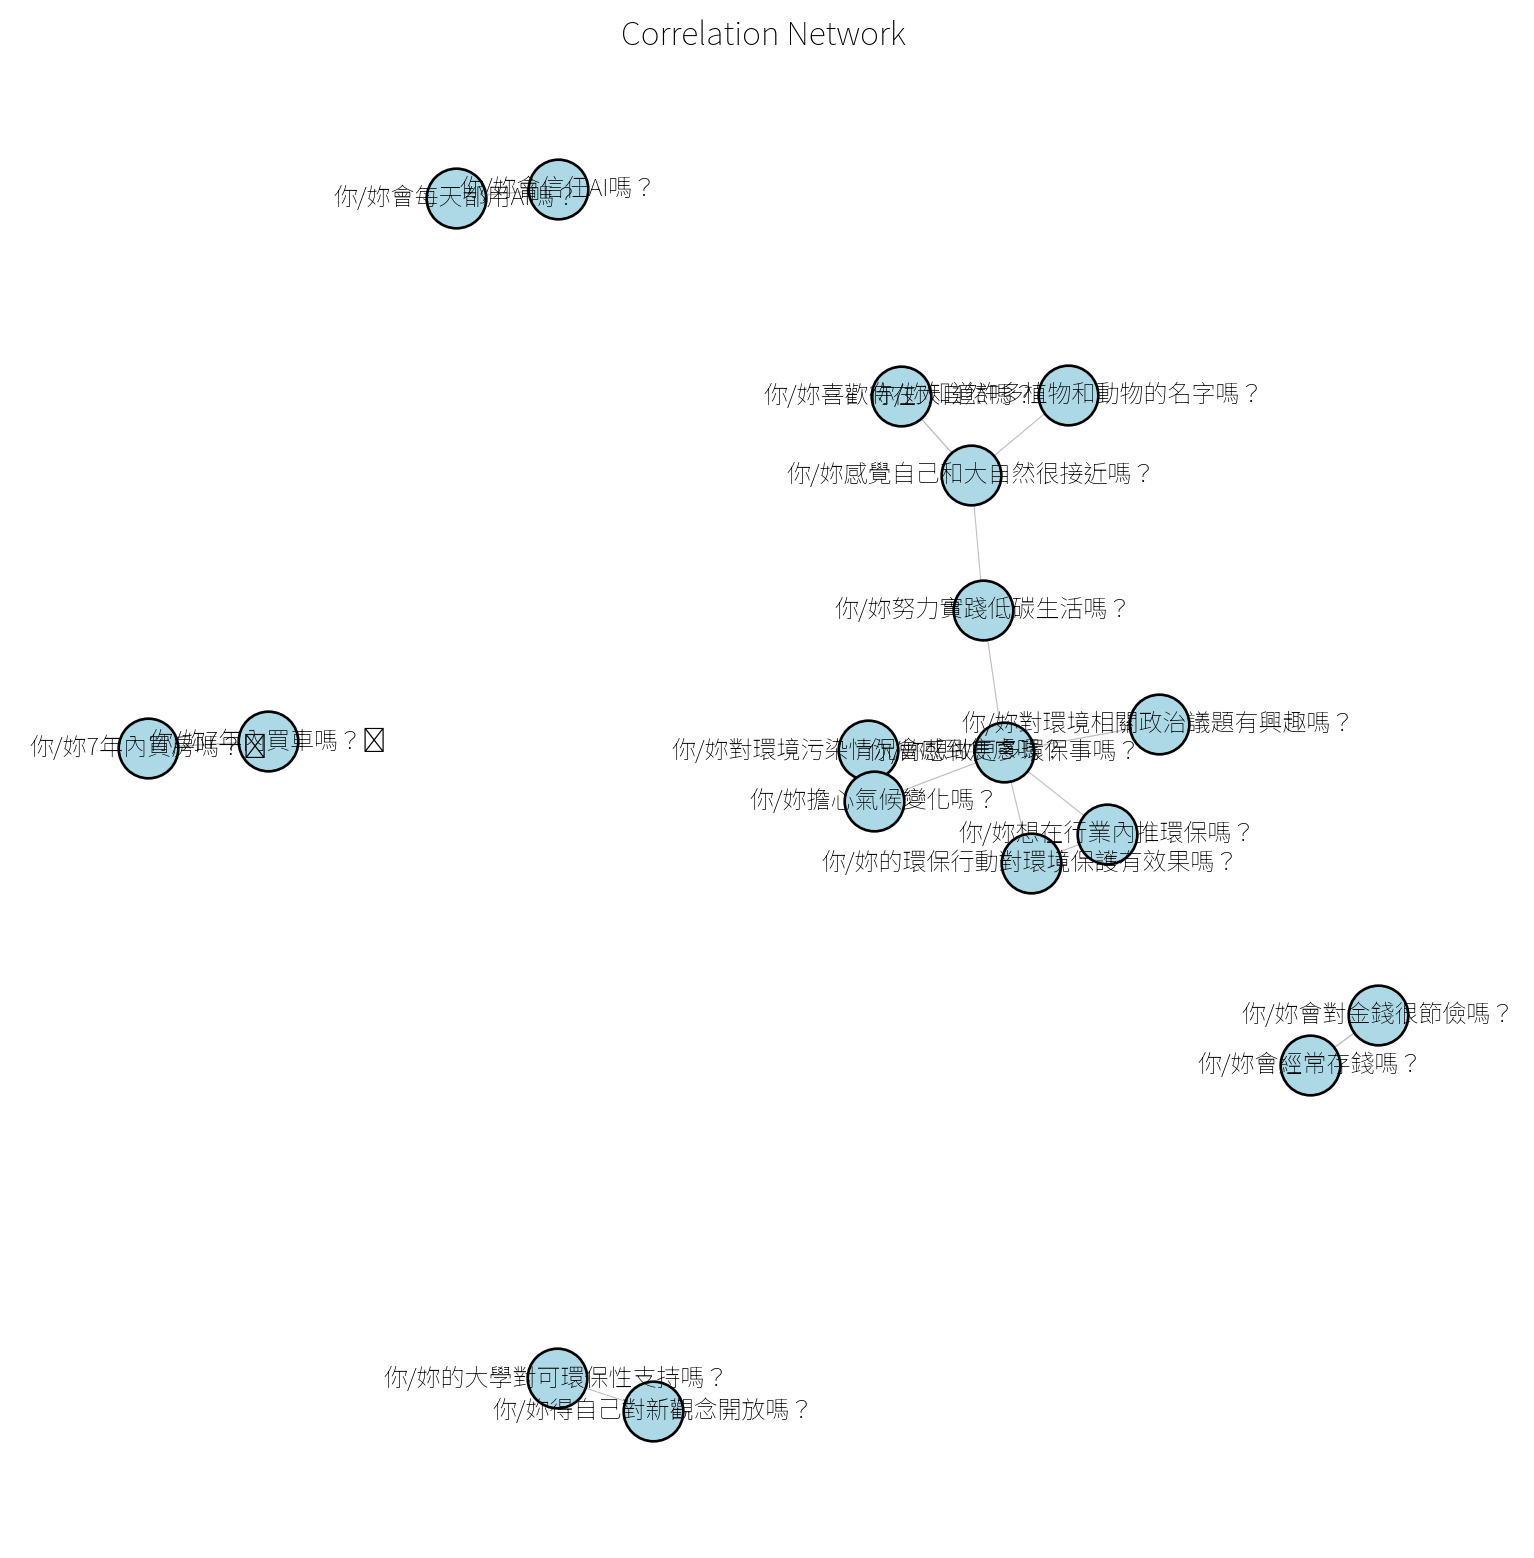 Correlation Network
你/妳會每天都用AI嗎？
你/妳會信任AI嗎？
你/妳喜歡待在大自然嗎？
你/妳知道許多植物和動物的名字嗎？
你/妳感覺自己和大自然很接近嗎？
你/妳努力實踐低碳生活嗎？
你/妳對環境相關政治議題有興趣嗎？
你/妳7年內買房嗎？
你/妳7年內買車嗎？
你/妳對環境污染情況會感到焦慮嗎？
你/妳想做更多環保事嗎？
你/妳擔心氣候變化嗎？
你/妳想在行業內推環保嗎？
你/妳的環保行動對環境保護有效果嗎？
你/妳會對金錢很節儉嗎？
你/妳會經常存錢嗎？
你/妳的大學對可環保性支持嗎？
你/妳得自己對新觀念開放嗎？